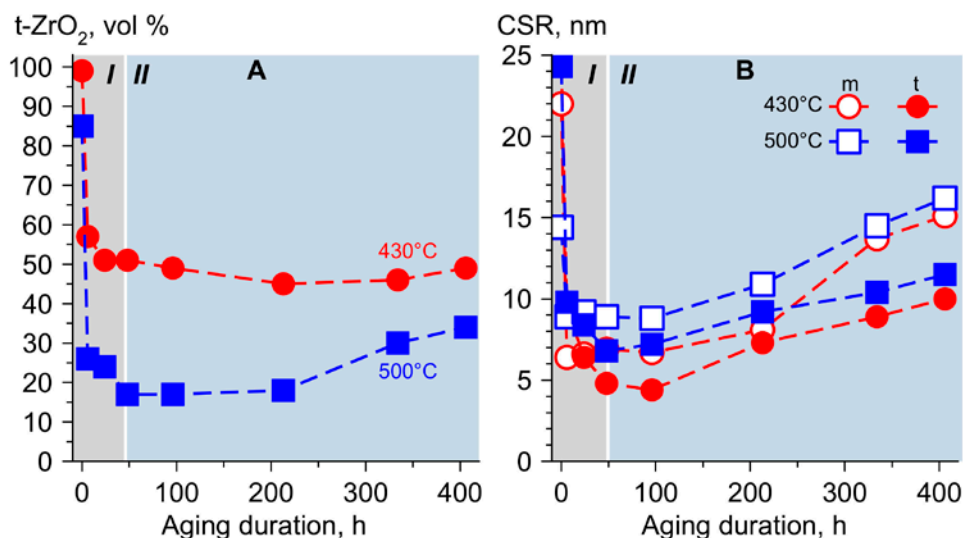 t-ZrO₂, vol %
100
90
80
70
60
50
40
30
20
10
0
I II A
430°C
500°C
0 100 200 300 400
Aging duration, h
CSR, nm
25
20
15
10
5
0
I II B
m t
430°C
500°C
0 100 200 300 400
Aging duration, h